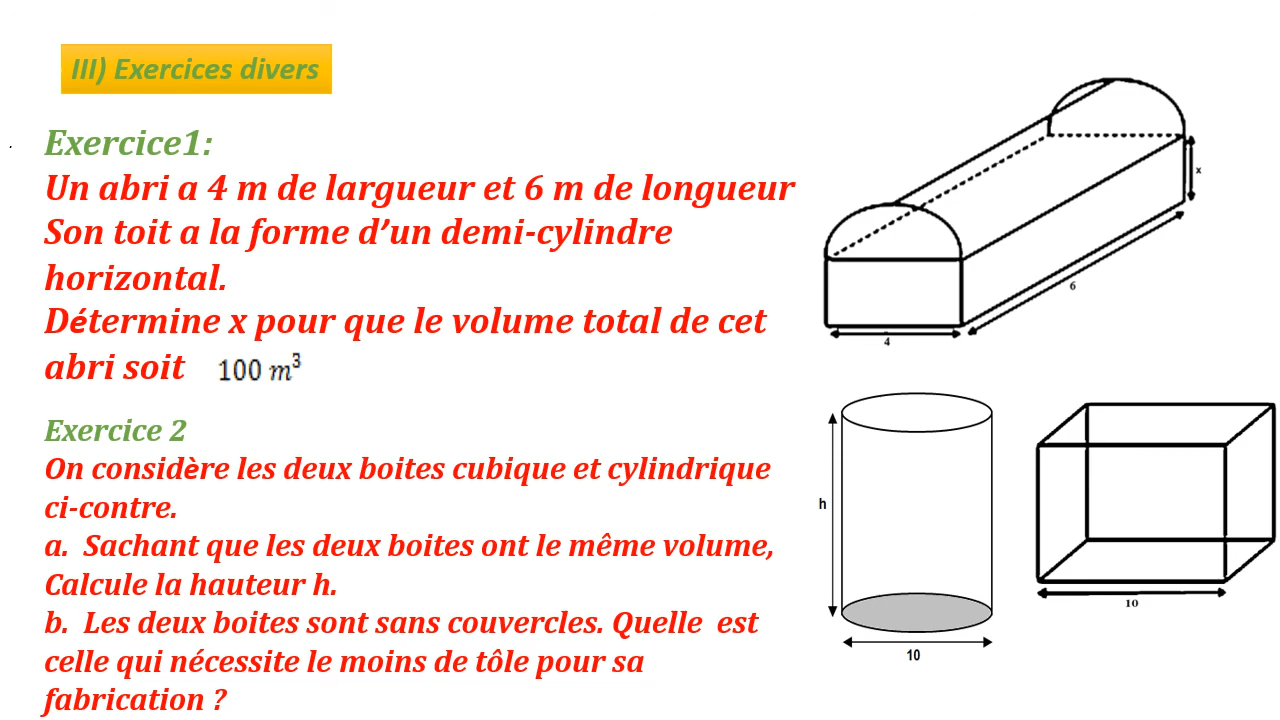 III) Exercices divers
Exercice1:
Un abri a 4 m de largueur et 6 m de longueur
Son toit a la forme d'un demi-cylindre
horizontal.
Détermine x pour que le volume total de cet
abri soit 100 m³
x
6
4
Exercice 2
On considère les deux boites cubique et cylindrique
ci-contre.
a. Sachant que les deux boites ont le même volume,
Calcule la hauteur h.
b. Les deux boites sont sans couvercles. Quelle est
celle qui nécessite le moins de tôle pour sa
fabrication ?
h
10
10